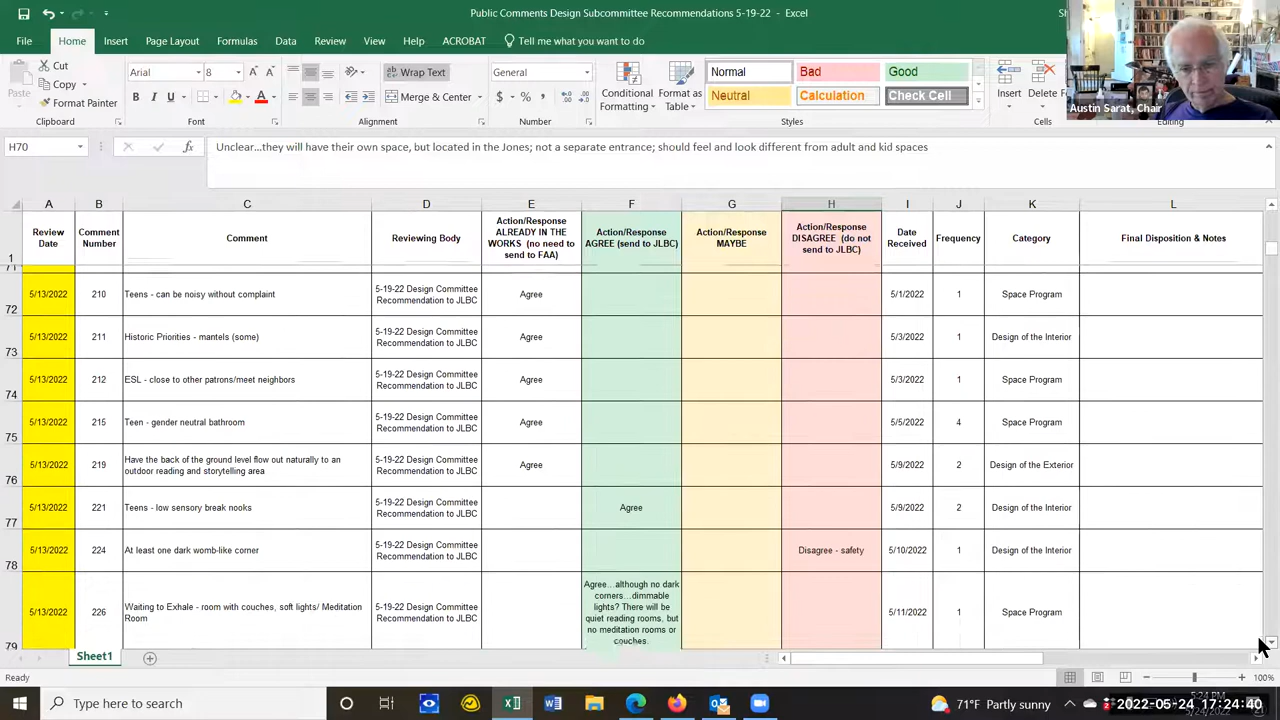 Public Comments Design Subcommittee Recommendations 5-19-22 - Excel
File Home Insert Page Layout Formulas Data Review View Help ACROBAT Tell me what you want to do
Cut
Copy
Format Painter
Paste
Clipboard
Arial 8
Font
Wrap Text
Merge & Center
Alignment
General
Number
Conditional Formatting
Format as Table
Normal Bad Good
Neutral Calculation Check Cell
Styles
Insert Delete
Cells
Editing
Austin Sarat, Chair
H70 Unclear...they will have their own space, but located in the Jones; not a separate entrance; should feel and look different from adult and kid spaces
A B C D E F G H I J K L
1 Review Date Comment Number Comment Reviewing Body Action/Response ALREADY IN THE WORKS (no need to send to FAA) Action/Response AGREE (send to JLBC) Action/Response MAYBE Action/Response DISAGREE (do not send to JLBC) Date Received Frequency Category Final Disposition & Notes
72 5/13/2022 210 Teens - can be noisy without complaint 5-19-22 Design Committee Recommendation to JLBC Agree 5/1/2022 1 Space Program
73 5/13/2022 211 Historic Priorities - mantels (some) 5-19-22 Design Committee Recommendation to JLBC Agree 5/3/2022 1 Design of the Interior
74 5/13/2022 212 ESL - close to other patrons/meet neighbors 5-19-22 Design Committee Recommendation to JLBC Agree 5/3/2022 1 Space Program
75 5/13/2022 215 Teen - gender neutral bathroom 5-19-22 Design Committee Recommendation to JLBC Agree 5/5/2022 4 Space Program
76 5/13/2022 219 Have the back of the ground level flow out naturally to an outdoor reading and storytelling area 5-19-22 Design Committee Recommendation to JLBC Agree 5/9/2022 2 Design of the Exterior
77 5/13/2022 221 Teens - low sensory break nooks 5-19-22 Design Committee Recommendation to JLBC Agree 5/9/2022 2 Design of the Interior
78 5/13/2022 224 At least one dark womb-like corner 5-19-22 Design Committee Recommendation to JLBC Disagree - safety 5/10/2022 1 Design of the Interior
79 5/13/2022 226 Waiting to Exhale - room with couches, soft lights/ Meditation Room 5-19-22 Design Committee Recommendation to JLBC Agree...although no dark corners...dimmable lights? There will be quiet reading rooms, but no meditation rooms or couches. 5/11/2022 1 Space Program
Sheet1
Ready 100%
Type here to search
71°F Partly sunny
5:24 PM
2022-05-24 17:24:40